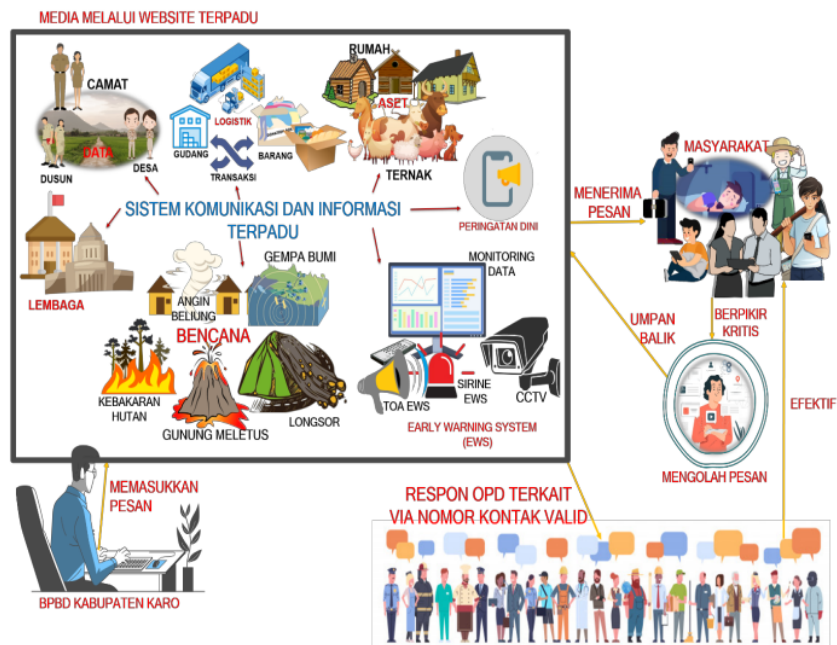 MEDIA MELALUI WEBSITE TERPADU
CAMAT
DATA
DUSUN
DESA
LOGISTIK
GUDANG
BARANG
TRANSAKSI
RUMAH
ASET
TERNAK
SISTEM KOMUNIKASI DAN INFORMASI
TERPADU
PERINGATAN DINI
LEMBAGA
ANGIN
BELIUNG
GEMPA BUMI
BENCANA
KEBAKARAN
HUTAN
GUNUNG MELETUS
LONGSOR
MONITORING
DATA
TOA EWS
SIRINE
EWS
CCTV
EARLY WARNING SYSTEM
(EWS)
MENERIMA
PESAN
MASYARAKAT
UMPAN
BALIK
BERPIKIR
KRITIS
MENGOLAH PESAN
EFEKTIF
MEMASUKKAN
PESAN
BPBD KABUPATEN KARO
RESPON OPD TERKAIT
VIA NOMOR KONTAK VALID